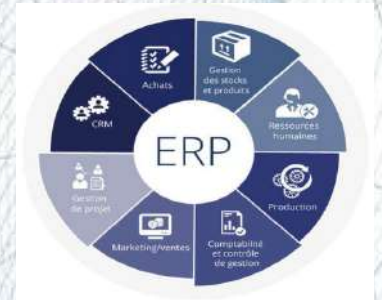 Achats
Gestion
des stocks
et produits
Ressources
humaines
Production
Comptabilité
et contrôle
de gestion
Marketing/ventes
Gestion
de projet
CRM
ERP